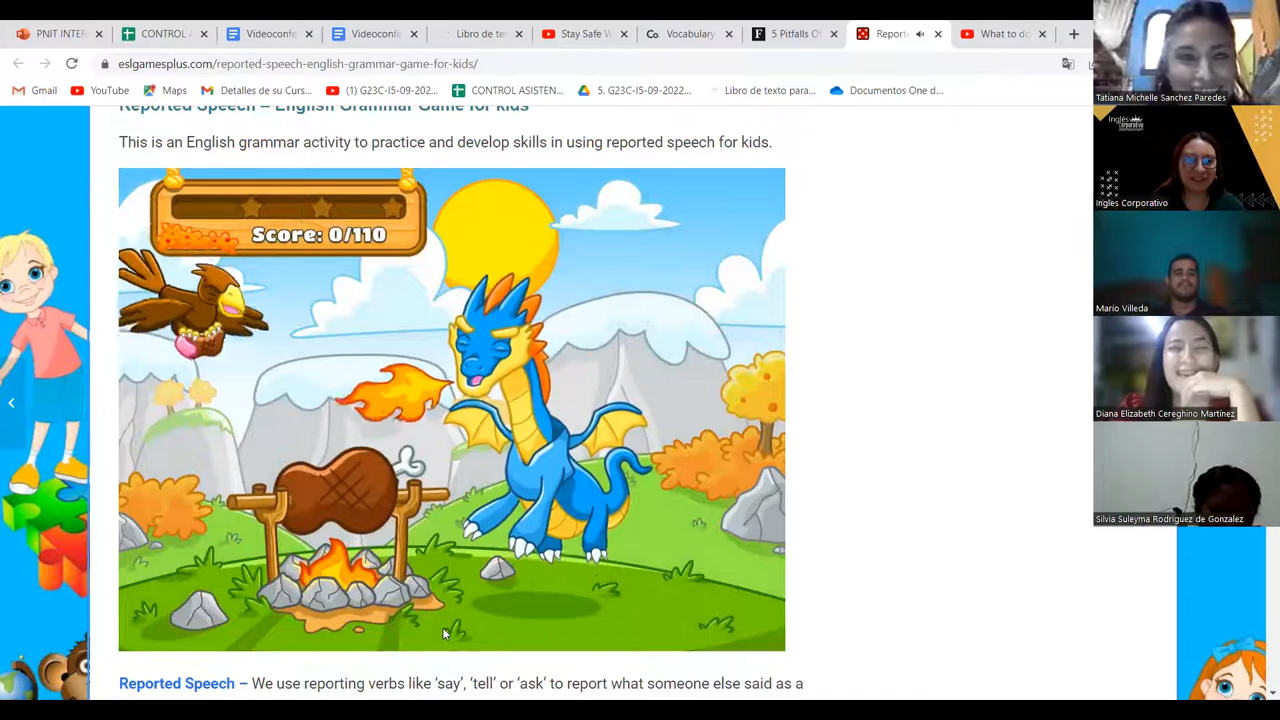 PNIT INTER
CONTROL A
Videoconfe
Videoconfe
Libro de te
Stay Safe W
Co. Vocabulary
F 5 Pitfalls Of
Report
What to do
eslgamesplus.com/reported-speech-english-grammar-game-for-kids/
Gmail
YouTube
Maps
Detalles de su Curs...
(1) G23C-I5-09-202...
CONTROL ASISTEN...
5. G23C-I5-09-2022...
Libro de texto para...
Documentos One d...
Reported Speech – English Grammar Game for kids
This is an English grammar activity to practice and develop skills in using reported speech for kids.
Score: 0/110
Reported Speech – We use reporting verbs like 'say', 'tell' or 'ask' to report what someone else said as a
Tatiana Michelle Sanchez Paredes
Inglés
Corporativo
Ingles Corporativo
Mario Villeda
Diana Elizabeth Cereghino Martínez
Silvia Suleyma Rodriguez de Gonzalez